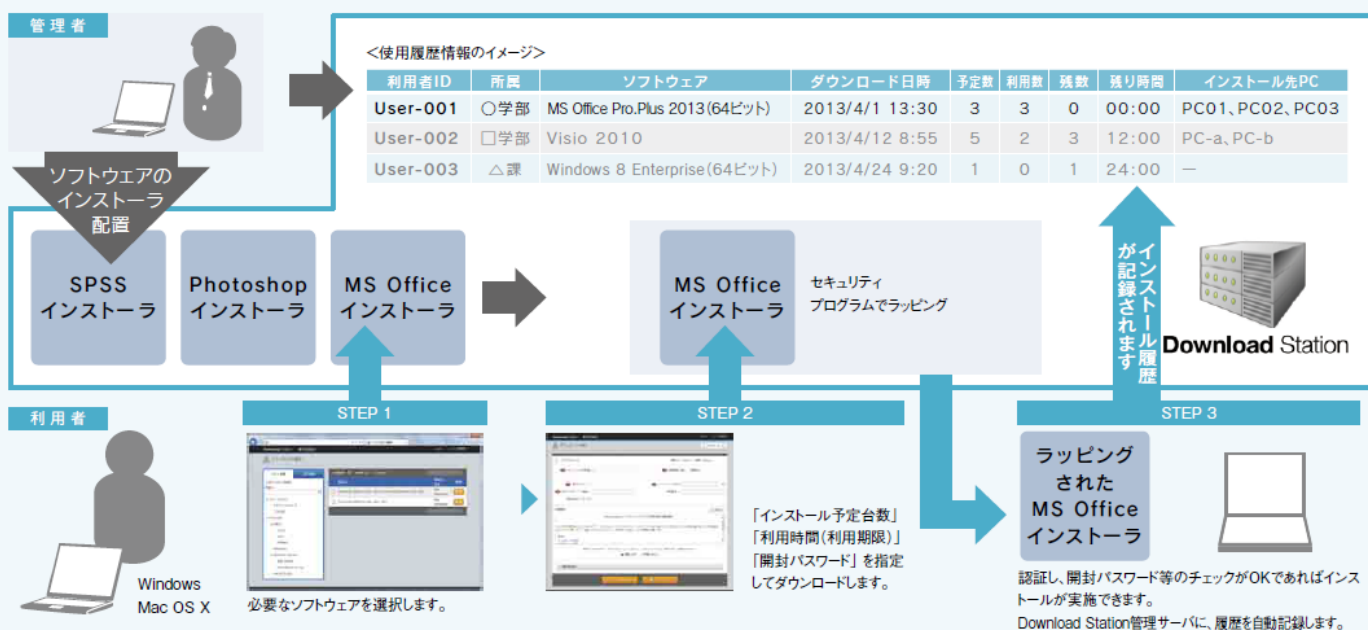 管理者
<使用履歴情報のイメージ>
利用者ID 所属 ソフトウェア ダウンロード日時 予定数 利用数 残数 残り時間 インストール先PC
User-001 ○学部 MS Office Pro.Plus 2013(64ビット) 2013/4/1 13:30 3 3 0 00:00 PC01、PC02、PC03
User-002 □学部 Visio 2010 2013/4/12 8:55 5 2 3 12:00 PC-a、PC-b
User-003 △課 Windows 8 Enterprise(64ビット) 2013/4/24 9:20 1 0 1 24:00 —
ソフトウェアの
インストーラ
配置
SPSS
インストーラ
Photoshop
インストーラ
MS Office
インストーラ
MS Office
インストーラ
セキュリティ
プログラムでラッピング
インストール履歴
が記録されます
Download Station
利用者
Windows
Mac OS X
STEP 1
必要なソフトウェアを選択します。
STEP 2
「インストール予定台数」
「利用時間(利用期限)」
「開封パスワード」を指定
してダウンロードします。
STEP 3
ラッピング
された
MS Office
インストーラ
認証し、開封パスワード等のチェックがOKであればインス
トールが実施できます。
Download Station管理サーバに、履歴を自動記録します。